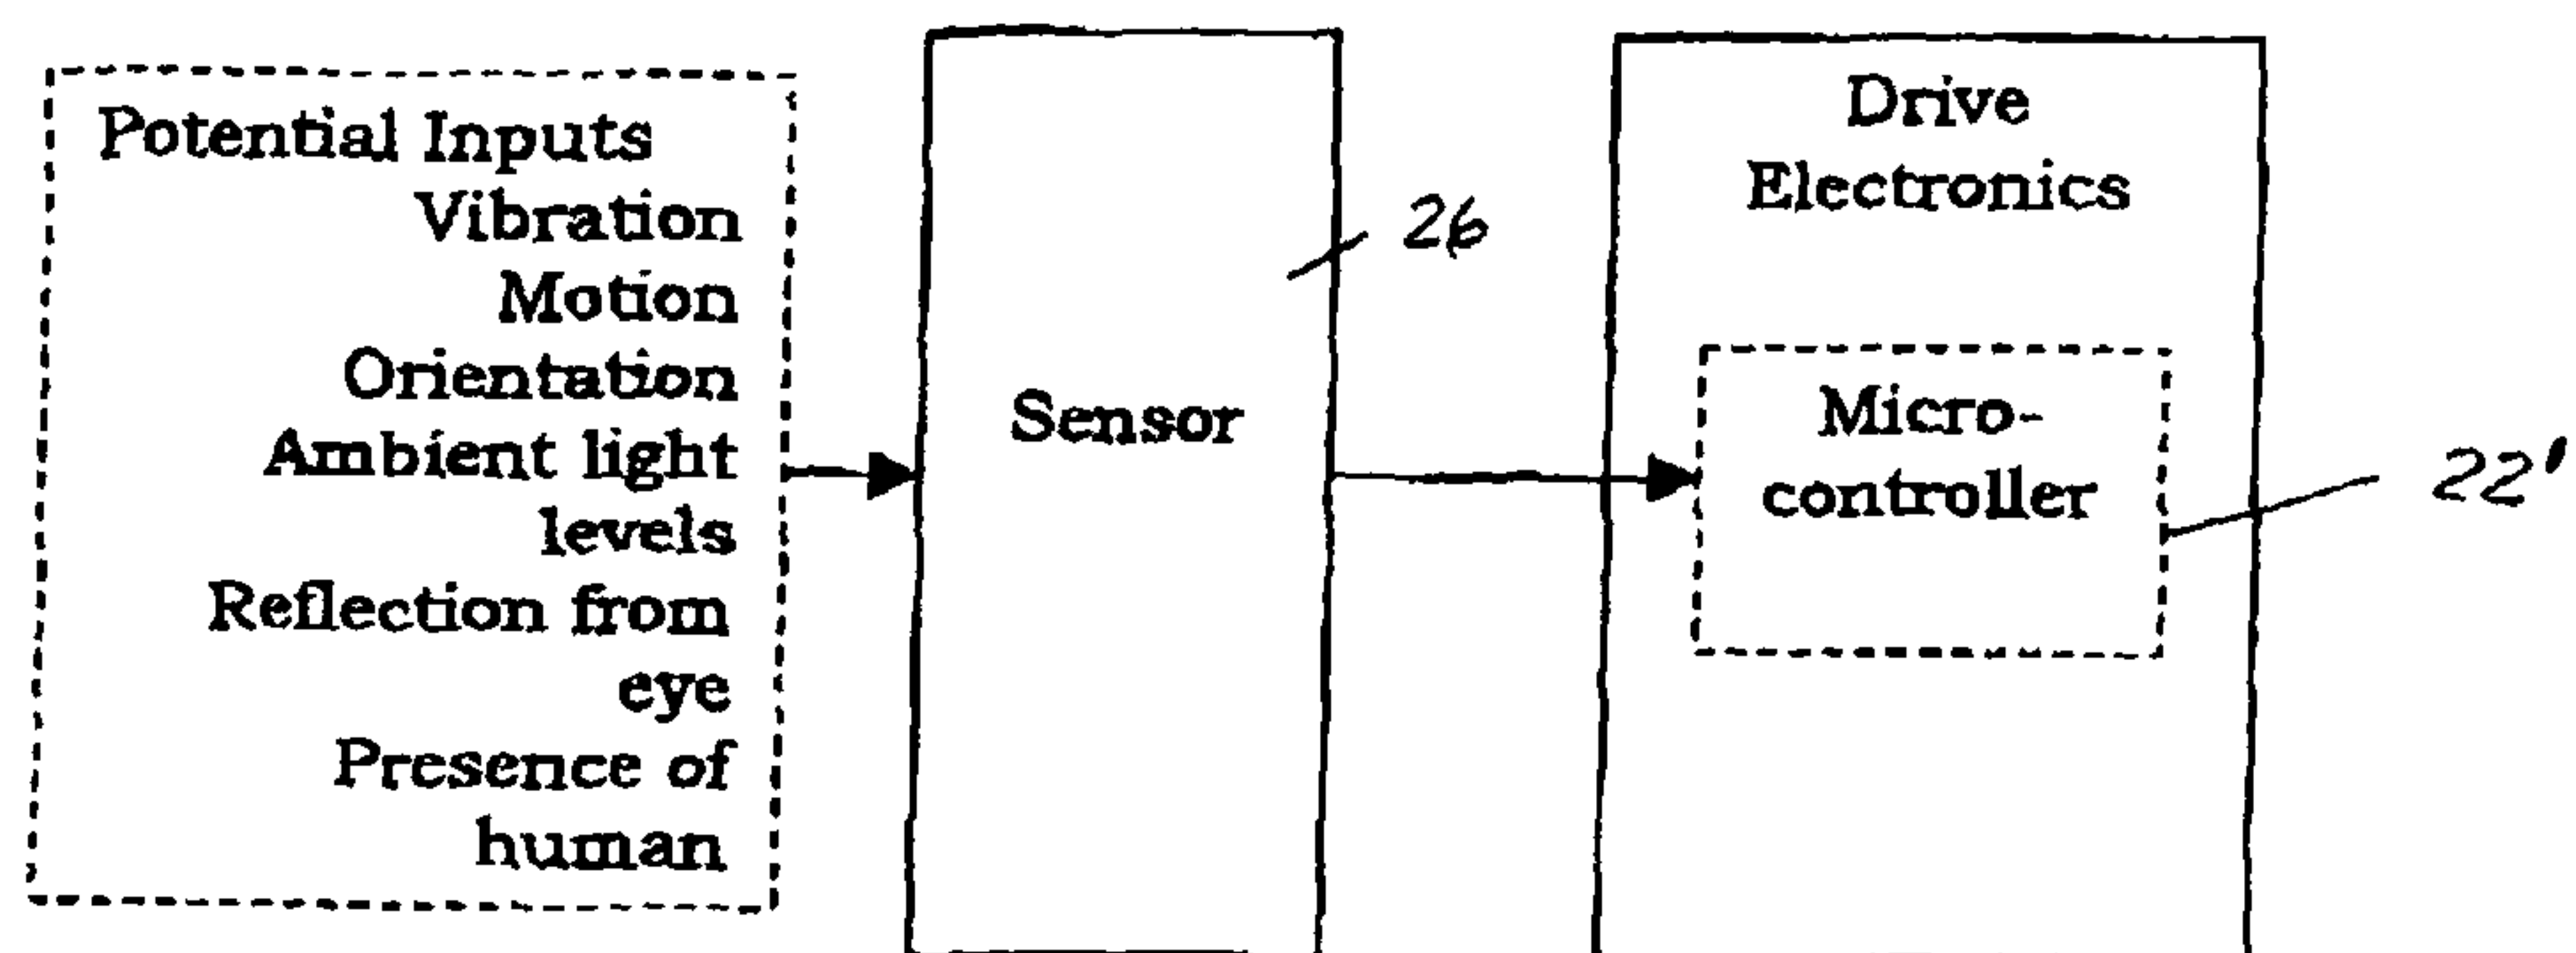 Potential Inputs
Vibration
Motion
Orientation
Ambient light
levels
Reflection from
eye
Presence of
human
Sensor
26
Drive
Electronics
Micro-
controller
22'